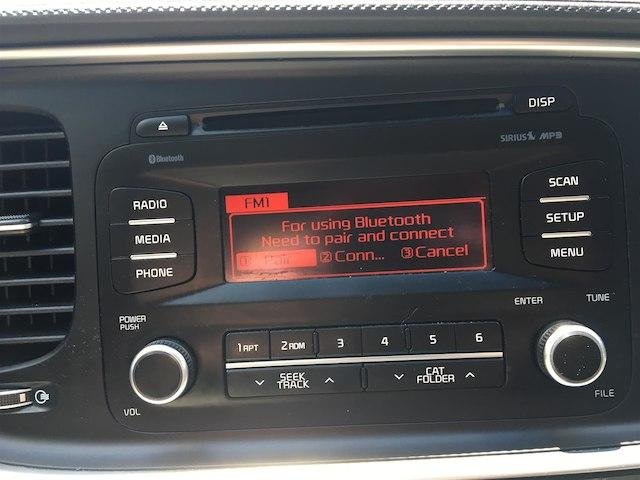 DISP
SIRIUS MP3
Bluetooth
RADIO
MEDIA
PHONE
FM1
For using Bluetooth
Need to pair and connect
1 Pair 2 Conn... 3 Cancel
SCAN
SETUP
MENU
POWER
PUSH
VOL
ENTER
TUNE
FILE
1 RPT 2 RDM 3 4 5 6
SEEK
TRACK
CAT
FOLDER